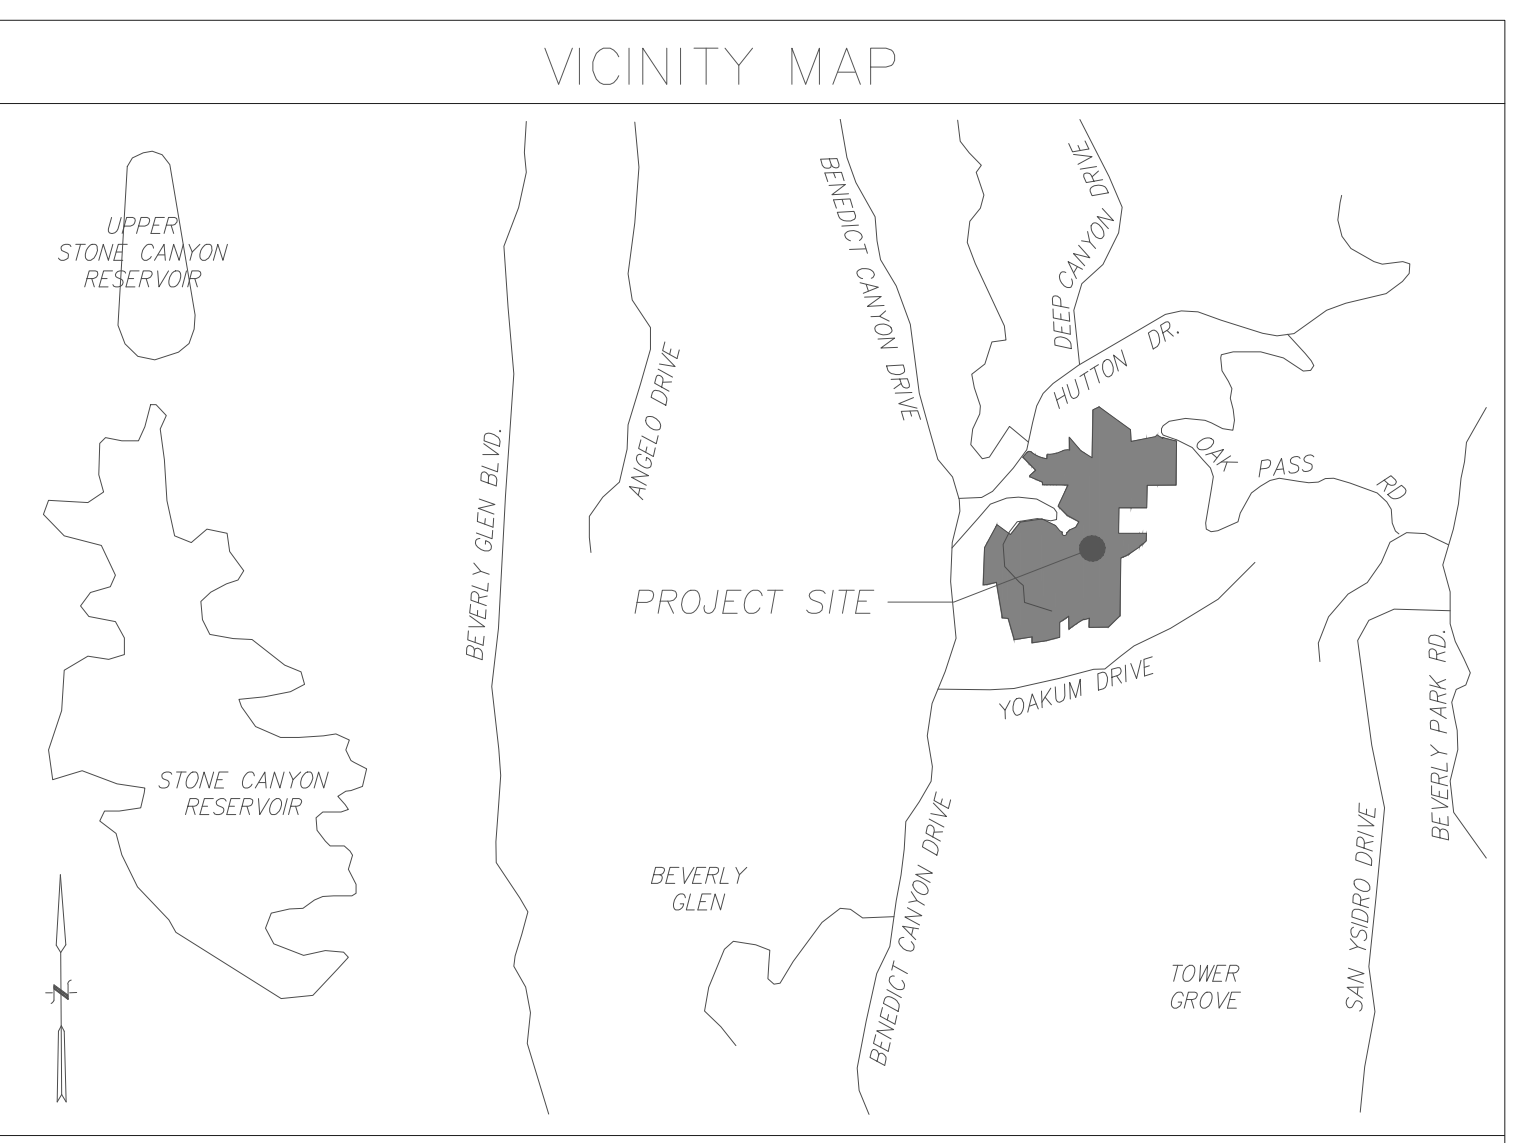 VICINITY MAP
UPPER
STONE CANYON
RESERVOIR
BENEDICT CANYON DRIVE
DEEP CANYON DRIVE
HUTTON DR.
ANGELO DRIVE
BEVERLY GLEN BLVD.
OAK PASS RD
PROJECT SITE
YOAKUM DRIVE
BEVERLY PARK RD.
STONE CANYON
RESERVOIR
SAN YSIDRO DRIVE
BENEDICT CANYON DRIVE
BEVERLY
GLEN
TOWER
GROVE
N